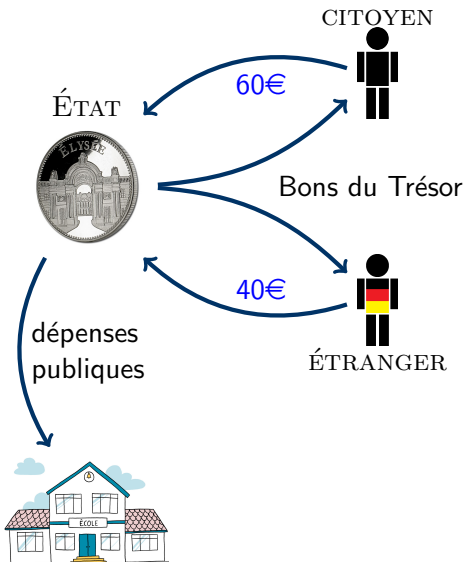 CITOYEN
60€
ÉTAT
ÉLYSÉE
Bons du Trésor
40€
ÉTRANGER
dépenses
publiques
ÉCOLE